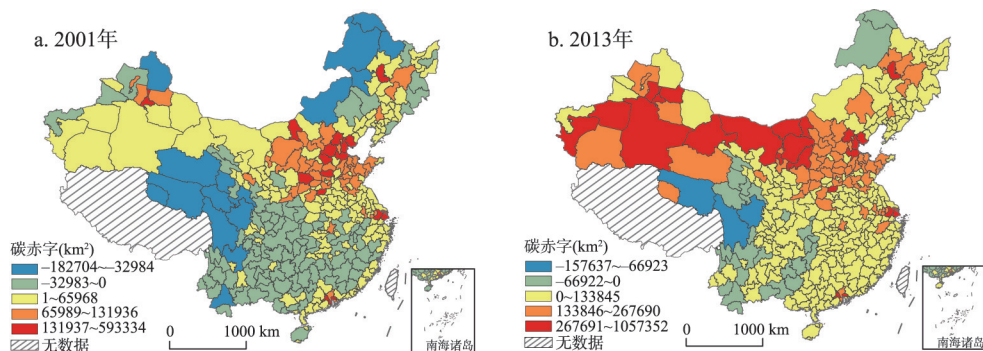 a. 2001年
碳赤字(km²)
−182704~−32984
−32983~0
1~65968
65989~131936
131937~593334
无数据
0 1000 km
南海诸岛
b. 2013年
碳赤字(km²)
−157637~−66923
−66922~0
0~133845
133846~267690
267691~1057352
无数据
0 1000 km
南海诸岛